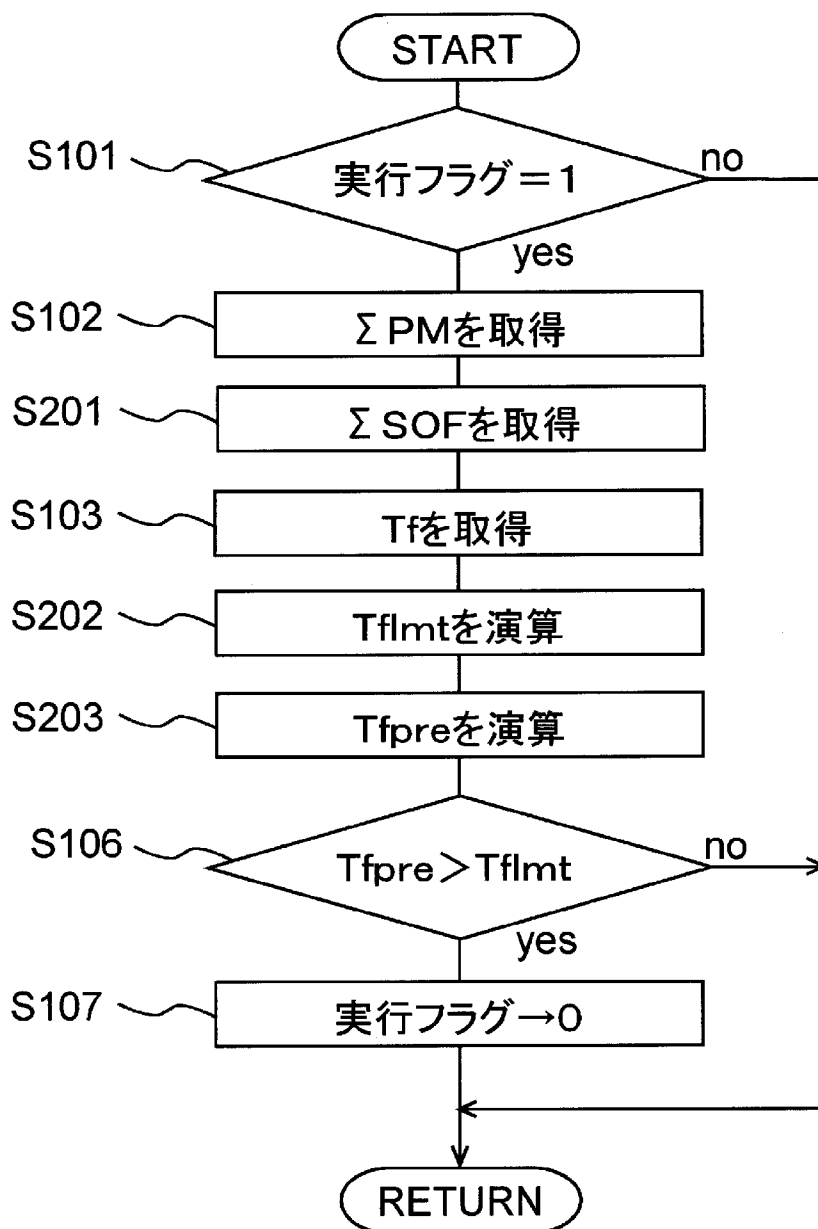 START
S101
実行フラグ=1
no
yes
S102
ΣPMを取得
S201
ΣSOFを取得
S103
Tfを取得
S202
Tflmtを演算
S203
Tfpreを演算
S106
Tfpre>Tflmt
no
yes
S107
実行フラグ→0
RETURN